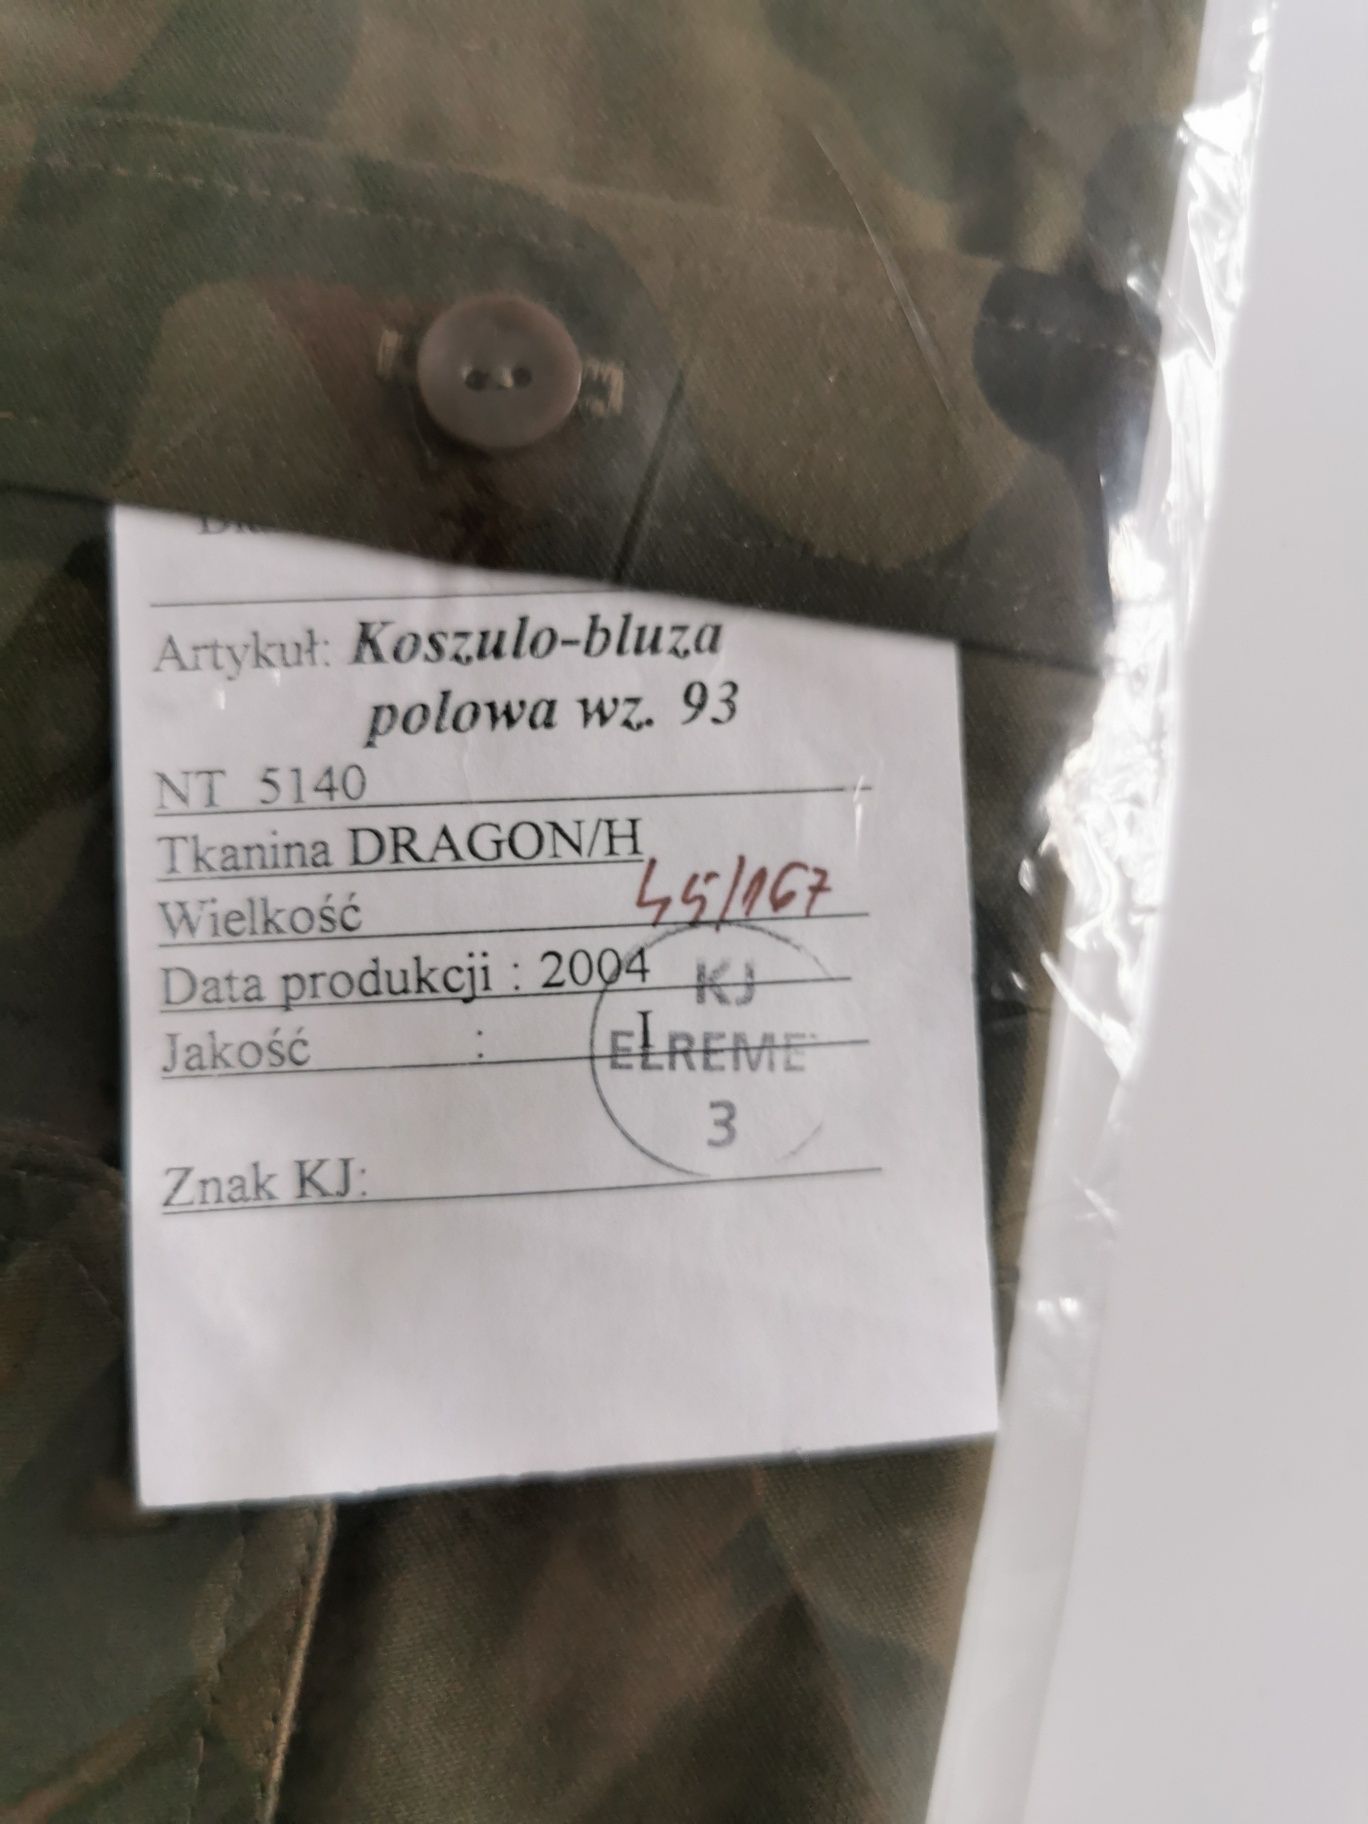 Artykuł: Koszulo-bluza
polowa wz. 93
NT 5140
Tkanina DRAGON/H
Wielkość 45/167
Data produkcji : 2004
Jakość : I
KJ
ELREMET
3
Znak KJ: